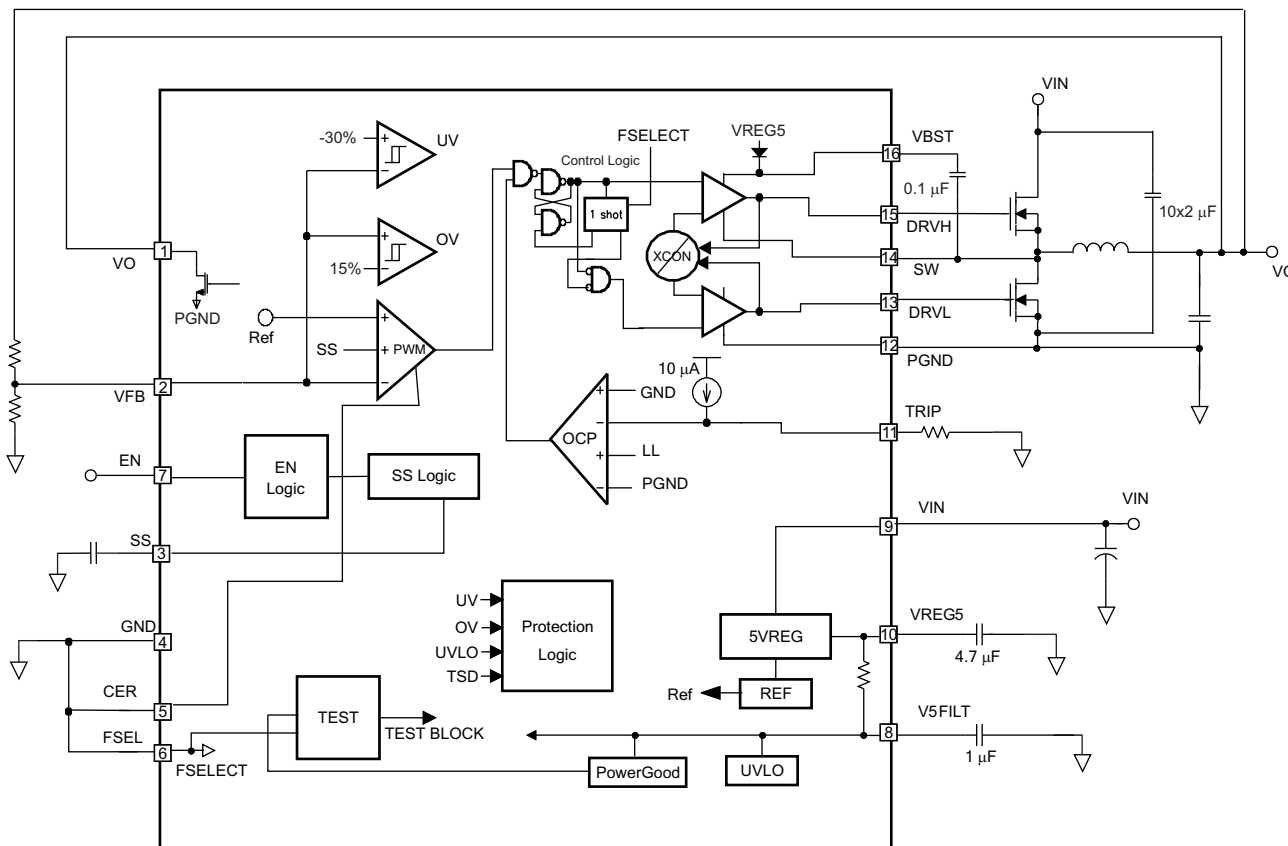 VIN
-30%
UV
FSELECT
VREG5
VBST
+
−
Control Logic
16
0.1 µF
10x2 µF
1 shot
15
DRVH
1
VO
+
−
OV
15%
XCON
14
SW
VO
PGND
13
DRVL
Ref
+
SS
+
PWM
−
12
PGND
10 µA
2
VFB
+
GND
−
TRIP
OCP
11
+
LL
−
PGND
EN
7
EN
Logic
SS Logic
VIN
VIN
9
SS
3
UV
OV
UVLO
TSD
Protection
Logic
GND
4
VREG5
5VREG
10
4.7 µF
CER
5
Ref
REF
TEST
TEST BLOCK
V5FILT
FSEL
6
FSELECT
8
1 µF
PowerGood
UVLO